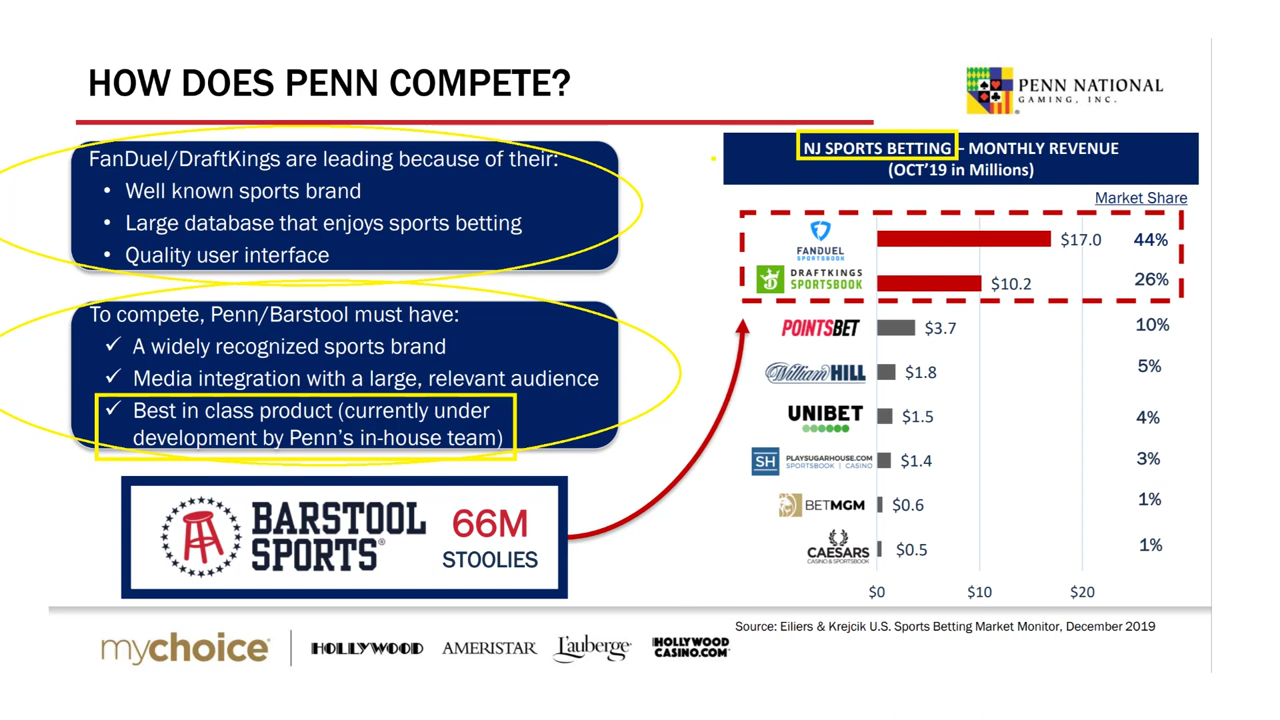 HOW DOES PENN COMPETE?
PENN NATIONAL
GAMING, INC.
FanDuel/DraftKings are leading because of their:
• Well known sports brand
• Large database that enjoys sports betting
• Quality user interface
To compete, Penn/Barstool must have:
✓ A widely recognized sports brand
✓ Media integration with a large, relevant audience
✓ Best in class product (currently under
development by Penn's in-house team)
BARSTOOL
SPORTS®
66M
STOOLIES
NJ SPORTS BETTING – MONTHLY REVENUE
(OCT'19 in Millions)
Market Share
FANDUEL
SPORTSBOOK
$17.0
44%
DRAFTKINGS
SPORTSBOOK
$10.2
26%
POINTSBET
$3.7
10%
William HILL
$1.8
5%
UNIBET
$1.5
4%
SH
PLAYSUGARHOUSE.COM
SPORTSBOOK | CASINO
$1.4
3%
BETMGM
$0.6
1%
CAESARS
CASINO & SPORTSBOOK
$0.5
1%
$0 $10 $20
Source: Eiliers & Krejcik U.S. Sports Betting Market Monitor, December 2019
mychoice®
HOLLYWOOD
AMERISTAR
L'auberge
HOLLYWOOD
CASINO.COM